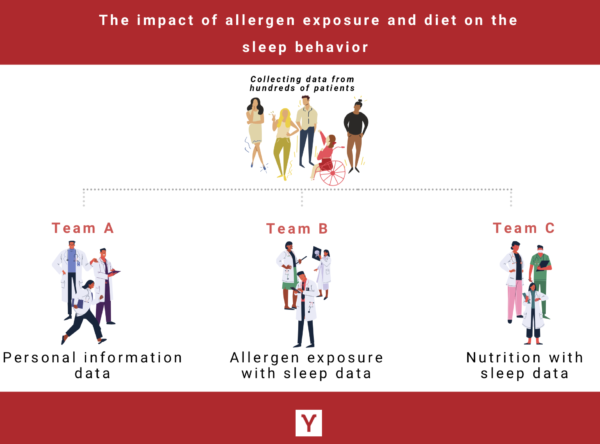 The impact of allergen exposure and diet on the
sleep behavior
Collecting data from
hundreds of patients
Team A
Team B
Team C
Personal information
data
Allergen exposure
with sleep data
Nutrition with
sleep data
Y